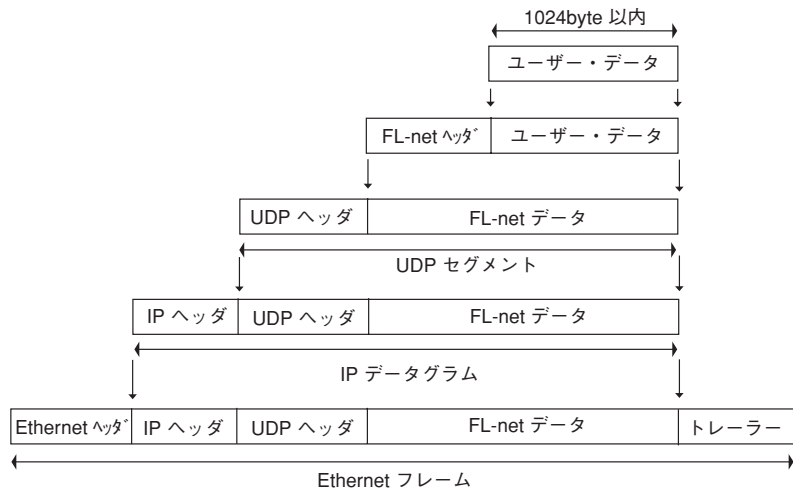 1024byte 以内
ユーザー・データ
FL-net ﾍｯﾀﾞ ユーザー・データ
UDP ヘッダ FL-net データ
UDP セグメント
IP ヘッダ UDP ヘッダ FL-net データ
IP データグラム
Ethernet ﾍｯﾀﾞ IP ヘッダ UDP ヘッダ FL-net データ トレーラー
Ethernet フレーム